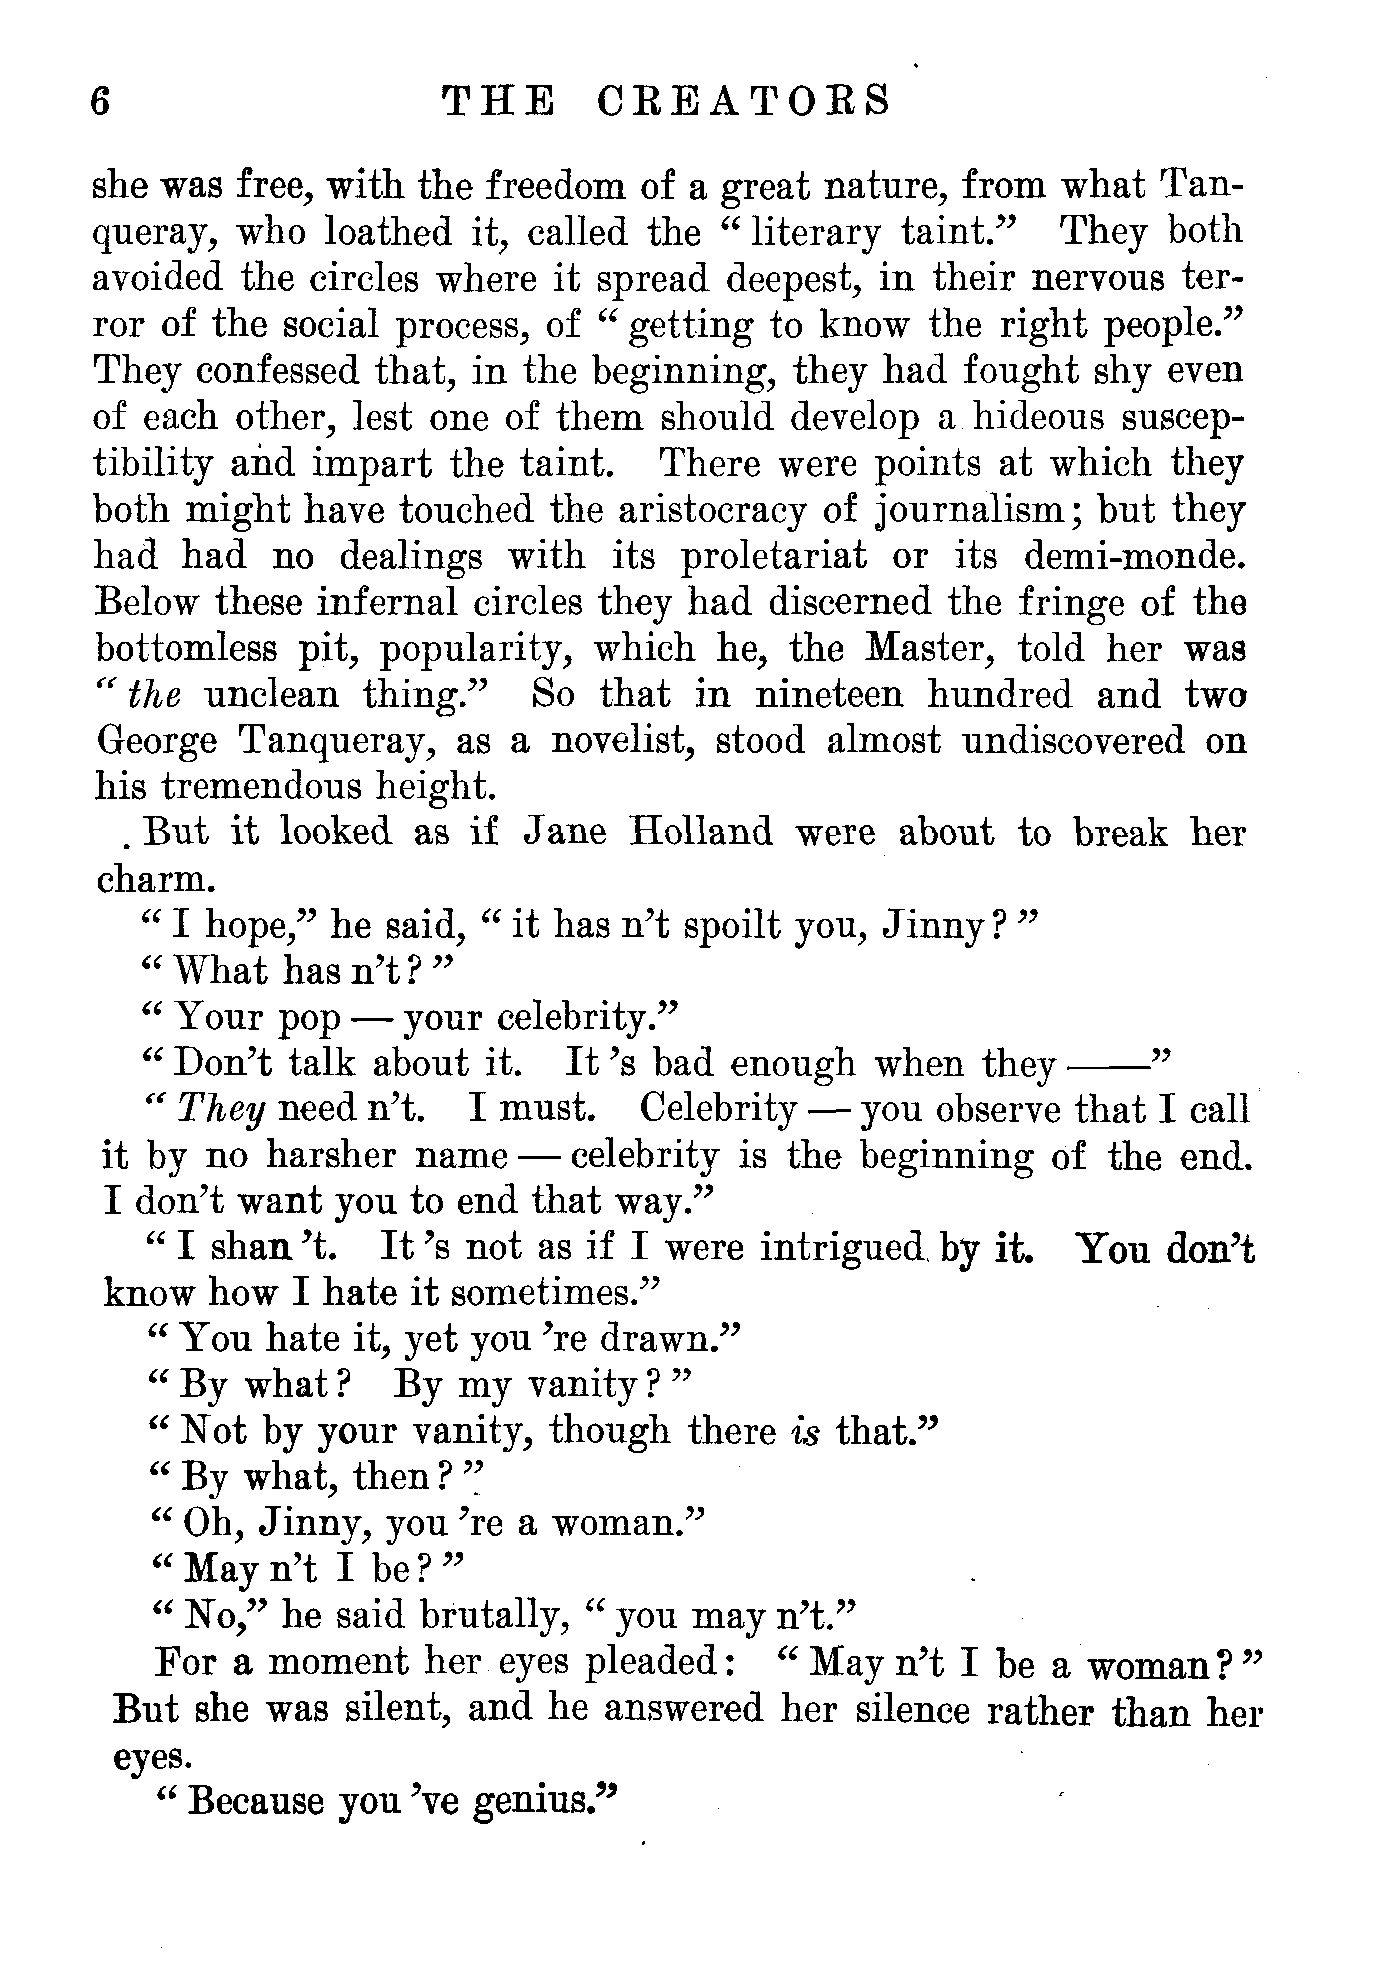 6 THE CREATORS
she was free, with the freedom of a great nature, from what Tan-
queray, who loathed it, called the “ literary taint.” They both
avoided the circles where it spread deepest, in their nervous ter-
ror of the social process, of “ getting to know the right people.”
They confessed that, in the beginning, they had fought shy even
of each other, lest one of them should develop a hideous suscep-
tibility and impart the taint. There were points at which they
both might have touched the aristocracy of journalism; but they
had had no dealings with its proletariat or its demi-monde.
Below these infernal circles they had discerned the fringe of the
bottomless pit, popularity, which he, the Master, told her was
“ the unclean thing.” So that in nineteen hundred and two
George Tanqueray, as a novelist, stood almost undiscovered on
his tremendous height.
But it looked as if Jane Holland were about to break her
charm.
“ I hope,” he said, “ it has n’t spoilt you, Jinny? ”
“ What has n’t? ”
“ Your pop — your celebrity.”
“ Don’t talk about it. It ’s bad enough when they ——”
“ They need n’t. I must. Celebrity — you observe that I call
it by no harsher name — celebrity is the beginning of the end.
I don’t want you to end that way.”
“ I shan ’t. It ’s not as if I were intrigued by it. You don’t
know how I hate it sometimes.”
“ You hate it, yet you ’re drawn.”
“ By what? By my vanity? ”
“ Not by your vanity, though there is that.”
“ By what, then? ”
“ Oh, Jinny, you ’re a woman.”
“ May n’t I be? ”
“ No,” he said brutally, “ you may n’t.”
For a moment her eyes pleaded: “ May n’t I be a woman? ”
But she was silent, and he answered her silence rather than her
eyes.
“ Because you ’ve genius.”